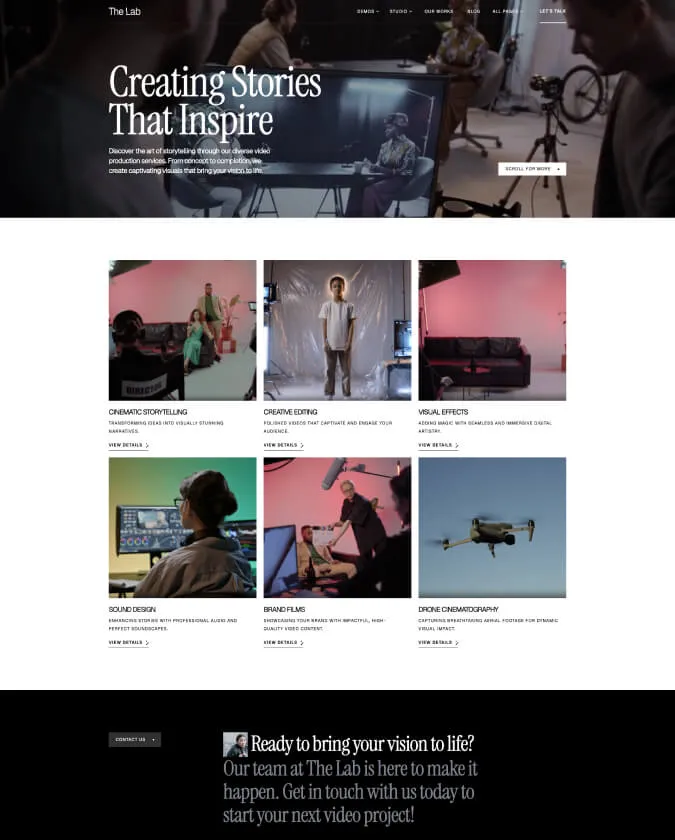 The Lab
DEMOS
STUDIO
OUR WORKS
BLOG
ALL PAGES
LET'S TALK
Creating Stories
That Inspire
Discover the art of storytelling through our diverse video
production services. From concept to completion, we
create captivating visuals that bring your vision to life.
SCROLL FOR MORE
DIRECTOR
CINEMATIC STORYTELLING
TRANSFORMING IDEAS INTO VISUALLY STUNNING
NARRATIVES.
VIEW DETAILS
CREATIVE EDITING
POLISHED VIDEOS THAT CAPTIVATE AND ENGAGE YOUR
AUDIENCE.
VIEW DETAILS
VISUAL EFFECTS
ADDING MAGIC WITH SEAMLESS AND IMMERSIVE DIGITAL
ARTISTRY.
VIEW DETAILS
SOUND DESIGN
ENHANCING STORIES WITH PROFESSIONAL AUDIO AND
PERFECT SOUNDSCAPES.
VIEW DETAILS
BRAND FILMS
SHOWCASING YOUR BRAND WITH IMPACTFUL, HIGH-
QUALITY VIDEO CONTENT.
VIEW DETAILS
DRONE CINEMATOGRAPHY
CAPTURING BREATHTAKING AERIAL FOOTAGE FOR DYNAMIC
VISUAL IMPACT.
VIEW DETAILS
CONTACT US
Ready to bring your vision to life?
Our team at The Lab is here to make it
happen. Get in touch with us today to
start your next video project!